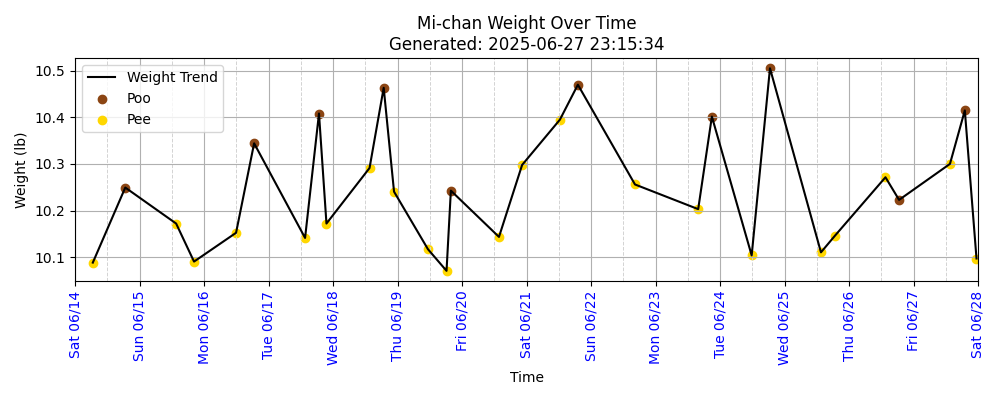 Mi-chan Weight Over Time
Generated: 2025-06-27 23:15:34
Weight Trend
Poo
Pee
Weight (lb)
10.5
10.4
10.3
10.2
10.1
Sat 06/14
Sun 06/15
Mon 06/16
Tue 06/17
Wed 06/18
Thu 06/19
Fri 06/20
Sat 06/21
Sun 06/22
Mon 06/23
Tue 06/24
Wed 06/25
Thu 06/26
Fri 06/27
Sat 06/28
Time